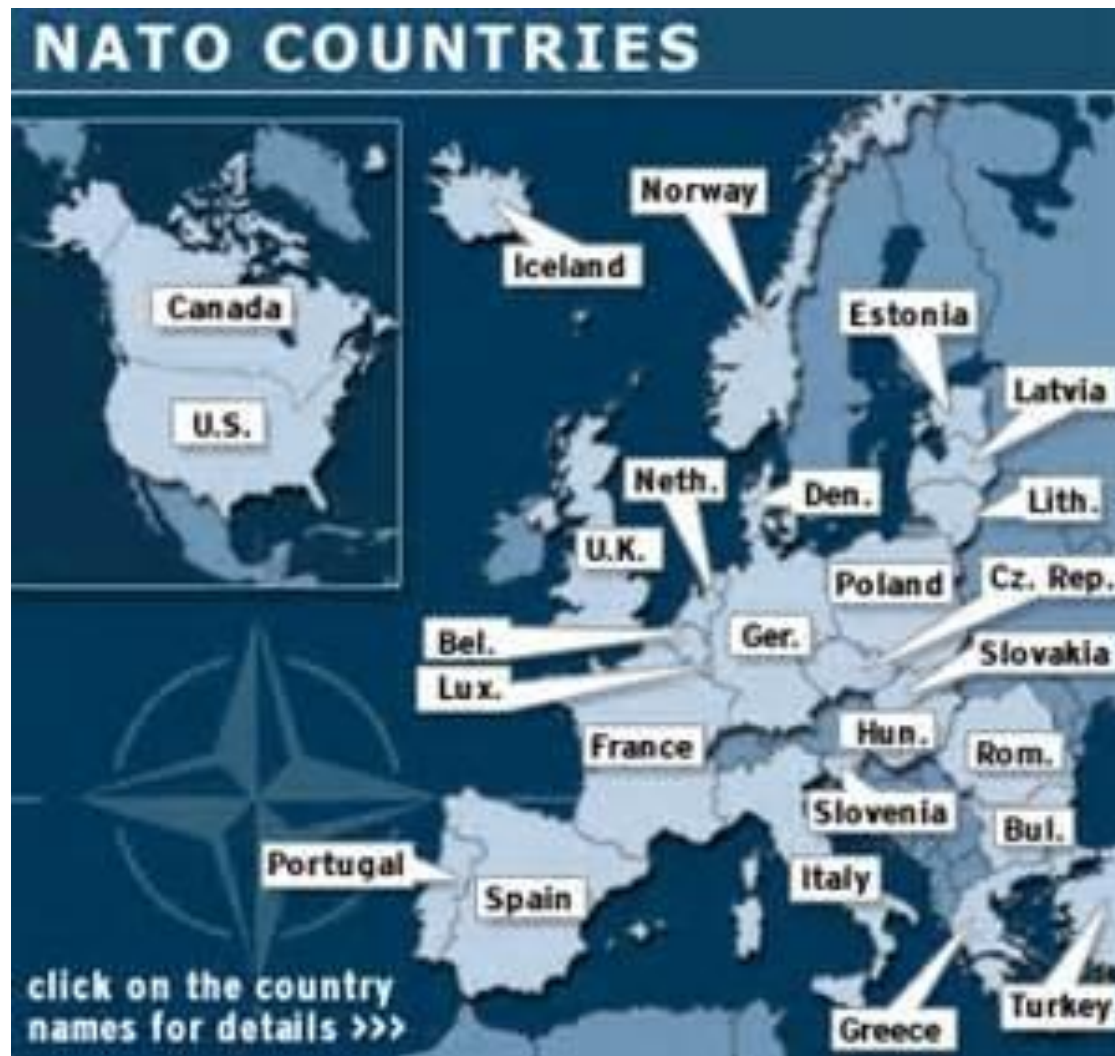 NATO COUNTRIES
Norway
Iceland
Canada
Estonia
Latvia
U.S.
Neth.
Den.
Lith.
U.K.
Poland
Cz. Rep.
Bel.
Ger.
Slovakia
Lux.
France
Hun.
Rom.
Slovenia
Bul.
Portugal
Italy
Spain
click on the country
names for details >>>
Turkey
Greece